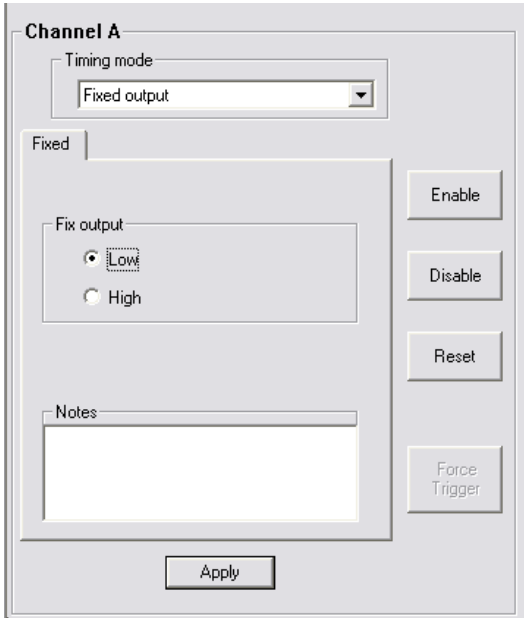 Channel A
Timing mode
Fixed output
Fixed
Enable
Fix output
Low
Disable
High
Reset
Notes
Force
Trigger
Apply